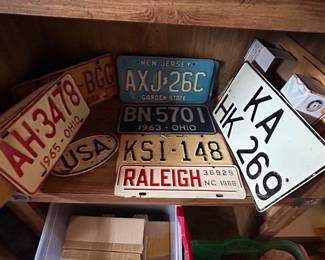 AH·3478
1965·OHIO
BGG
USA
NEW JERSEY
AXJ·26C
GARDEN STATE
BN·5701
1963·OHIO
KSI·148
RALEIGH 36929
NC 1968
KA
HK 269